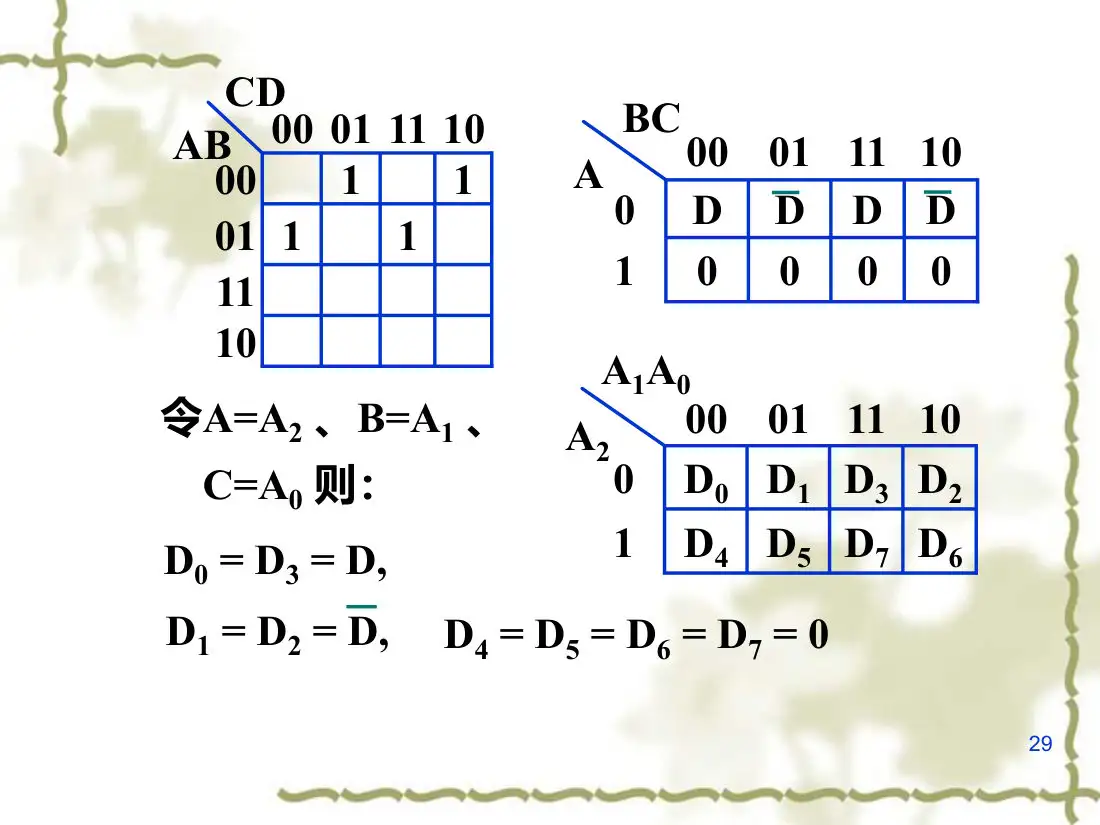 CD
AB
00 01 11 10
00 1 1
01 1 1
11
10
BC
A
00 01 11 10
0 D D̅ D D̅
1 0 0 0 0
令A=A₂ 、B=A₁ 、
C=A₀ 则：
D₀ = D₃ = D,
D₁ = D₂ = D̅,
A₁A₀
A₂
00 01 11 10
0 D₀ D₁ D₃ D₂
1 D₄ D₅ D₇ D₆
D₄ = D₅ = D₆ = D₇ = 0
29